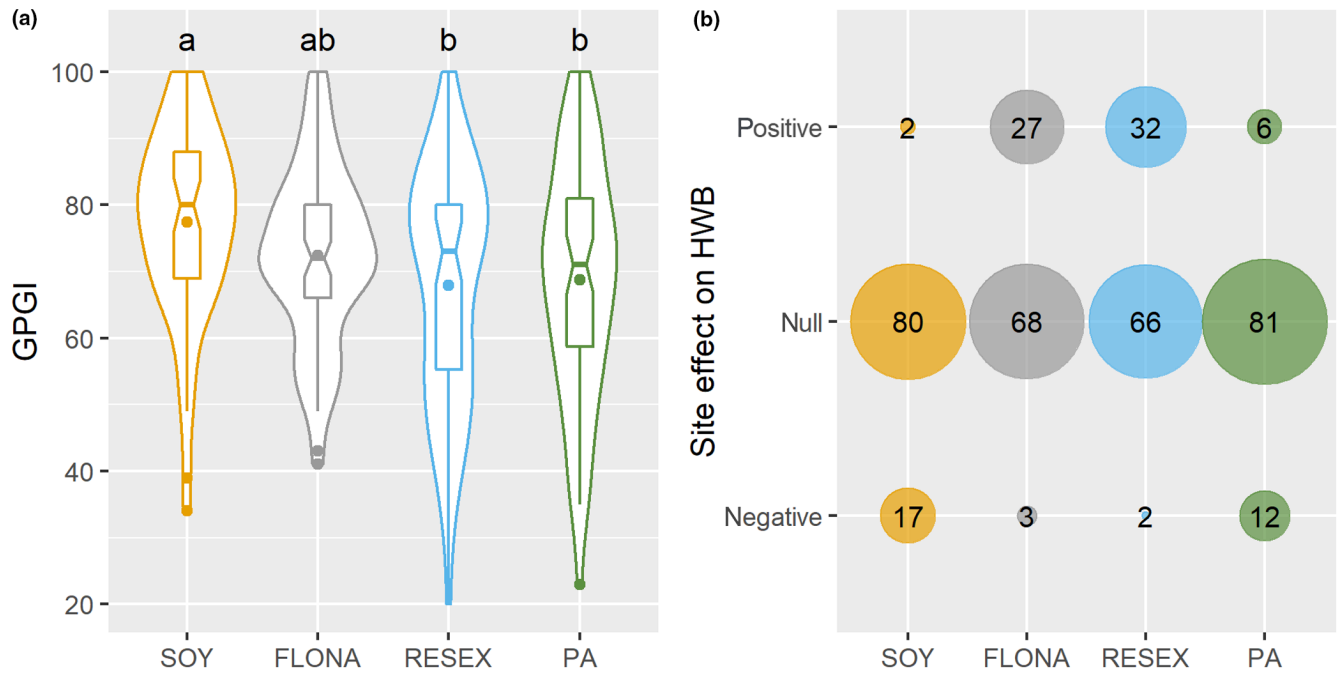 (a)
a ab b b
GPGI
100
80
60
40
20
SOY FLONA RESEX PA
(b)
Site effect on HWB
Positive 2 27 32 6
Null 80 68 66 81
Negative 17 3 2 12
SOY FLONA RESEX PA